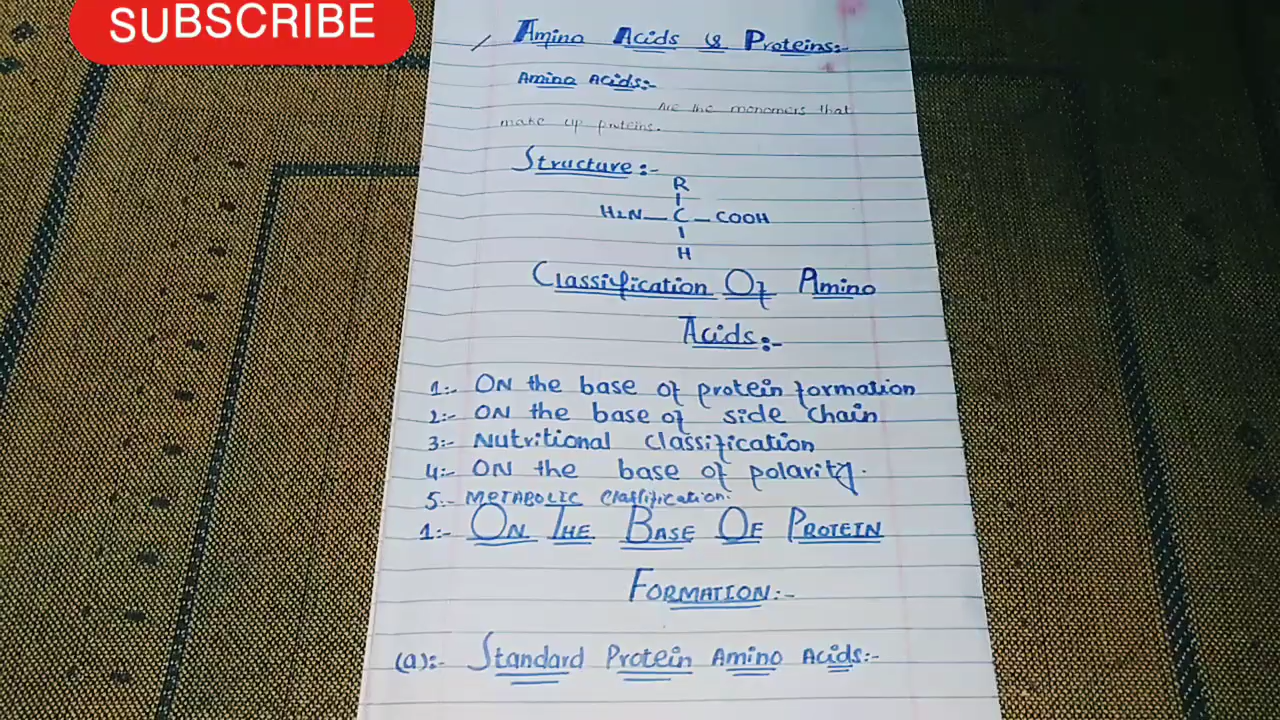 SUBSCRIBE
Amino Acids & Proteins:-
Amino Acids:-
Are the monomers that
make up proteins.
Structure:-
R
H2N—C—COOH
H
Classification Of Amino
Acids:-
1:- ON the base of protein formation
2:- ON the base of side chain
3:- Nutritional classification
4:- ON the base of polarity.
5:- METABOLIC Classification.
1:- ON THE BASE OF PROTEIN
FORMATION:-
(a):- Standard Protein Amino Acids:-